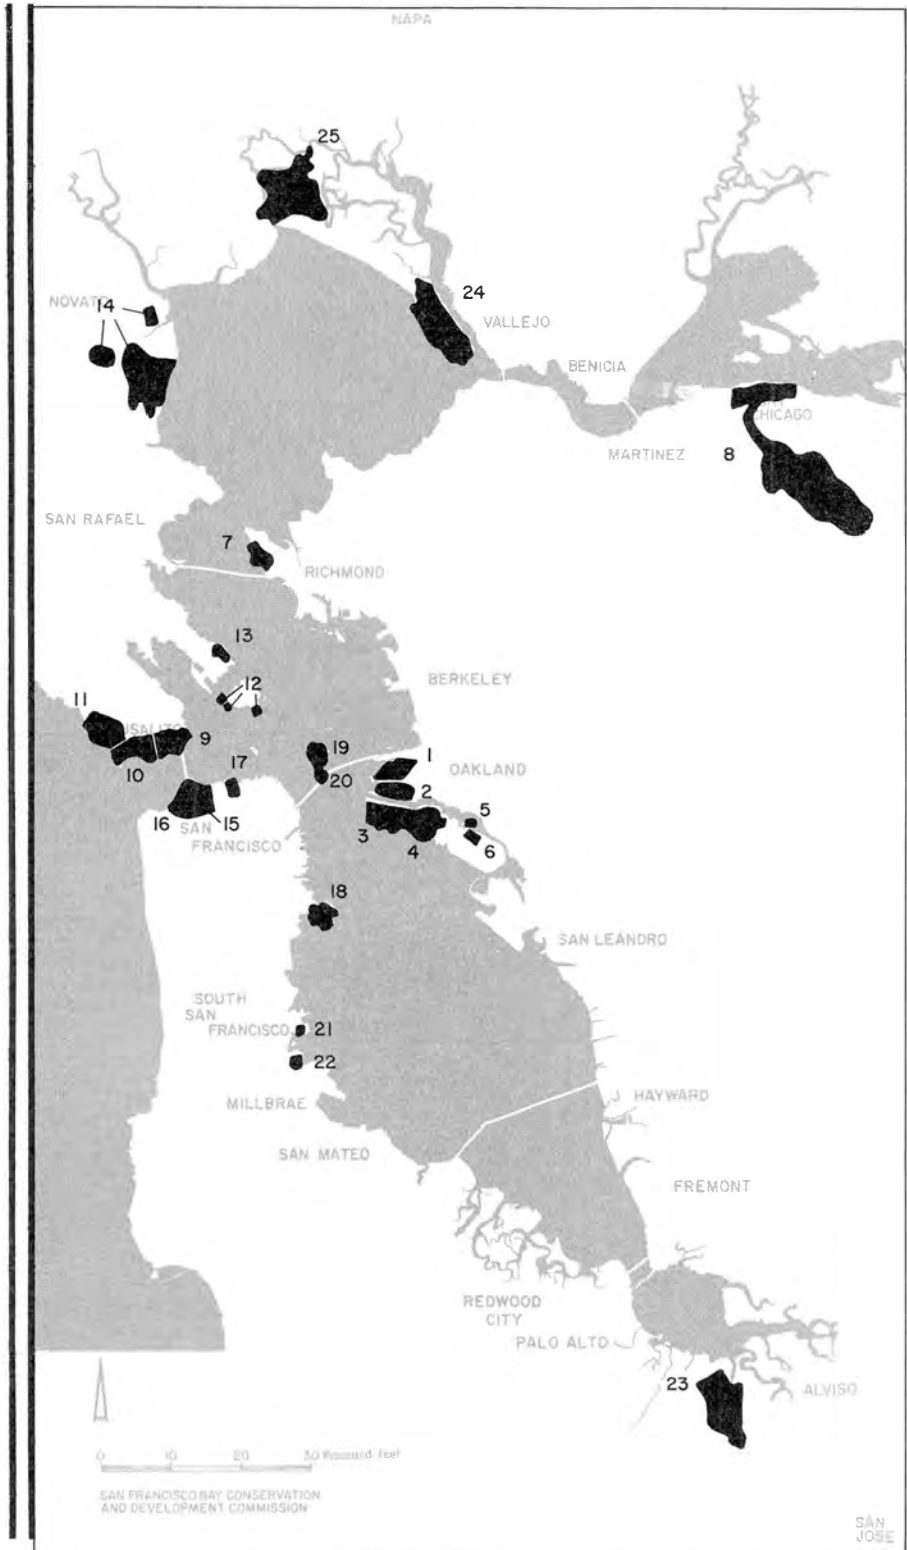 NAPA
25
24
NOVATO
14
VALLEJO
BENICIA
CHICAGO
MARTINEZ
8
SAN RAFAEL
7
RICHMOND
13
12
BERKELEY
11
9
10
19
1
17
OAKLAND
20
2
16
15
5
SAN
FRANCISCO
3
4
6
18
SAN LEANDRO
SOUTH
SAN
FRANCISCO
21
22
MILLBRAE
HAYWARD
SAN MATEO
FREMONT
REDWOOD
CITY
PALO ALTO
23
ALVISO
0 10 20 30 thousand feet
SAN FRANCISCO BAY CONSERVATION
AND DEVELOPMENT COMMISSION
SAN
JOSE